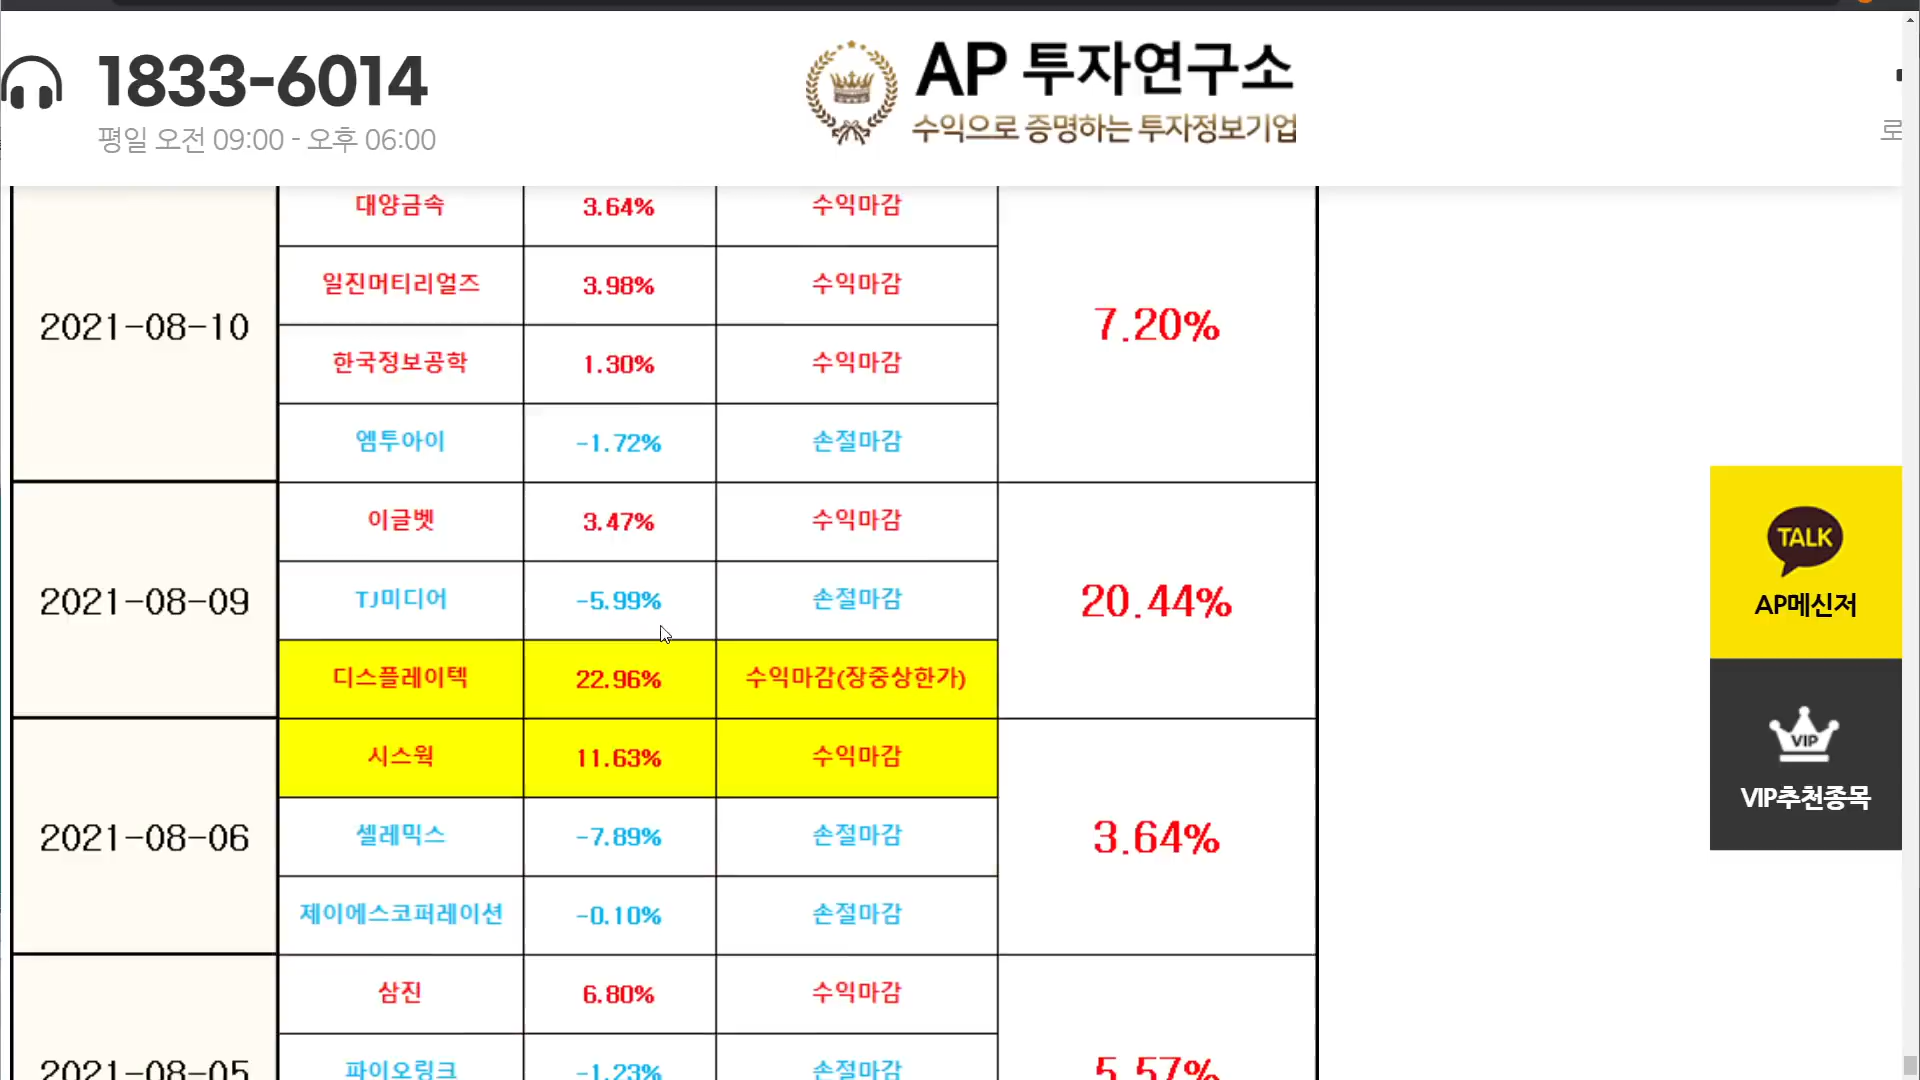 1833-6014
평일 오전 09:00 - 오후 06:00
AP 투자연구소
수익으로 증명하는 투자정보기업
로
대양금속 3.64% 수익마감
2021-08-10 일진머티리얼즈 3.98% 수익마감 7.20%
한국정보공학 1.30% 수익마감
엠투아이 -1.72% 손절마감
이글벳 3.47% 수익마감
2021-08-09 TJ미디어 -5.99% 손절마감 20.44%
디스플레이텍 22.96% 수익마감(장중상한가)
시스웍 11.63% 수익마감
2021-08-06 셀레믹스 -7.89% 손절마감 3.64%
제이에스코퍼레이션 -0.10% 손절마감
삼진 6.80% 수익마감
2021-08-05 파이오링크 -1.23% 손절마감 5.57%
TALK
AP메신저
VIP
VIP추천종목